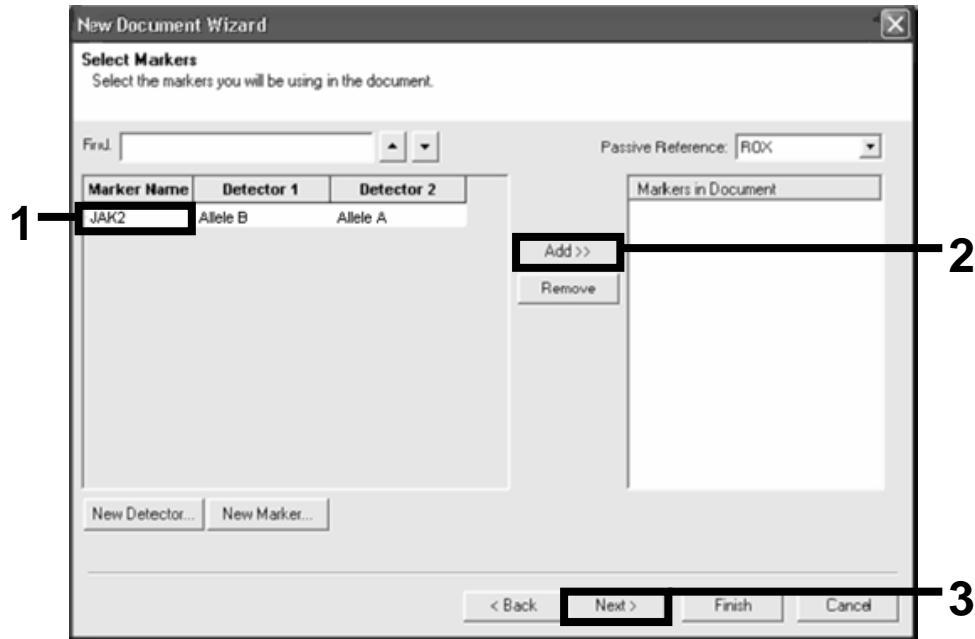 New Document Wizard
Select Markers
Select the markers you will be using in the document.
Find:
Passive Reference: ROX
Marker Name Detector 1 Detector 2
Markers in Document
1
JAK2 Allele B Allele A
Add >>
2
Remove
New Detector... New Marker...
< Back Next > Finish Cancel
3